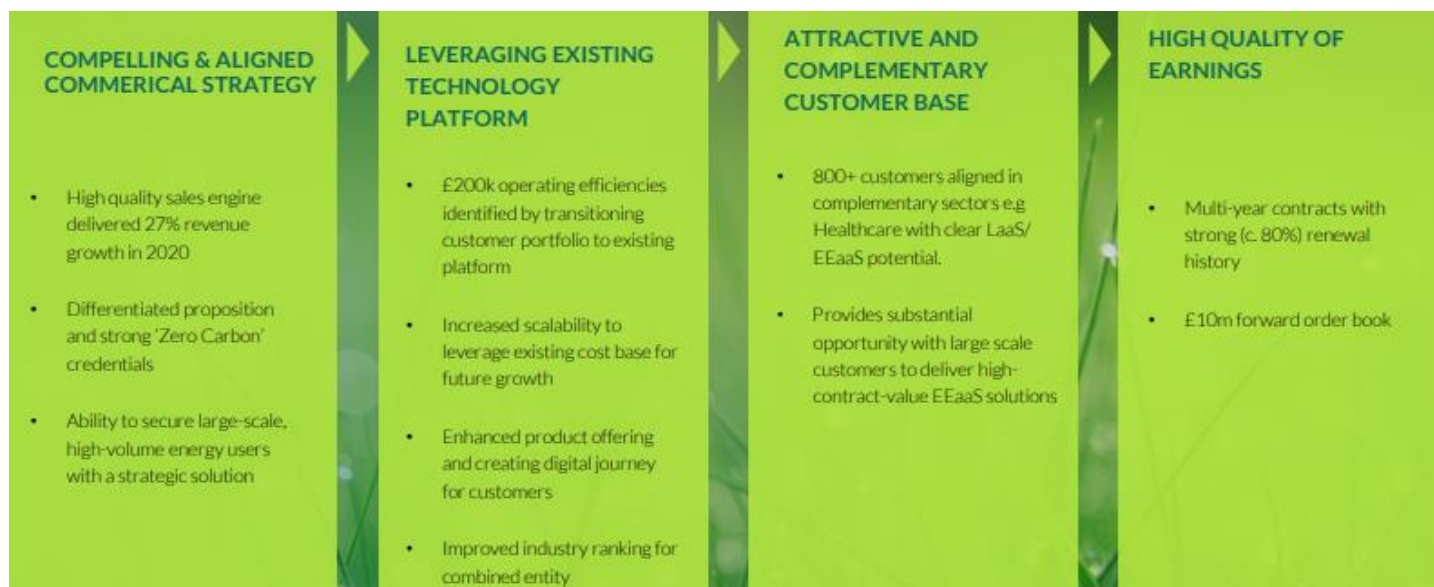 COMPELLING & ALIGNED
COMMERICAL STRATEGY
• High quality sales engine
delivered 27% revenue
growth in 2020
• Differentiated proposition
and strong 'Zero Carbon'
credentials
• Ability to secure large-scale,
high-volume energy users
with a strategic solution
LEVERAGING EXISTING
TECHNOLOGY
PLATFORM
• £200k operating efficiencies
identified by transitioning
customer portfolio to existing
platform
• Increased scalability to
leverage existing cost base for
future growth
• Enhanced product offering
and creating digital journey
for customers
• Improved industry ranking for
combined entity
ATTRACTIVE AND
COMPLEMENTARY
CUSTOMER BASE
• 800+ customers aligned in
complementary sectors e.g
Healthcare with clear LaaS/
EEaaS potential.
• Provides substantial
opportunity with large scale
customers to deliver high-
contract-value EEaaS solutions
HIGH QUALITY OF
EARNINGS
• Multi-year contracts with
strong (c. 80%) renewal
history
• £10m forward order book